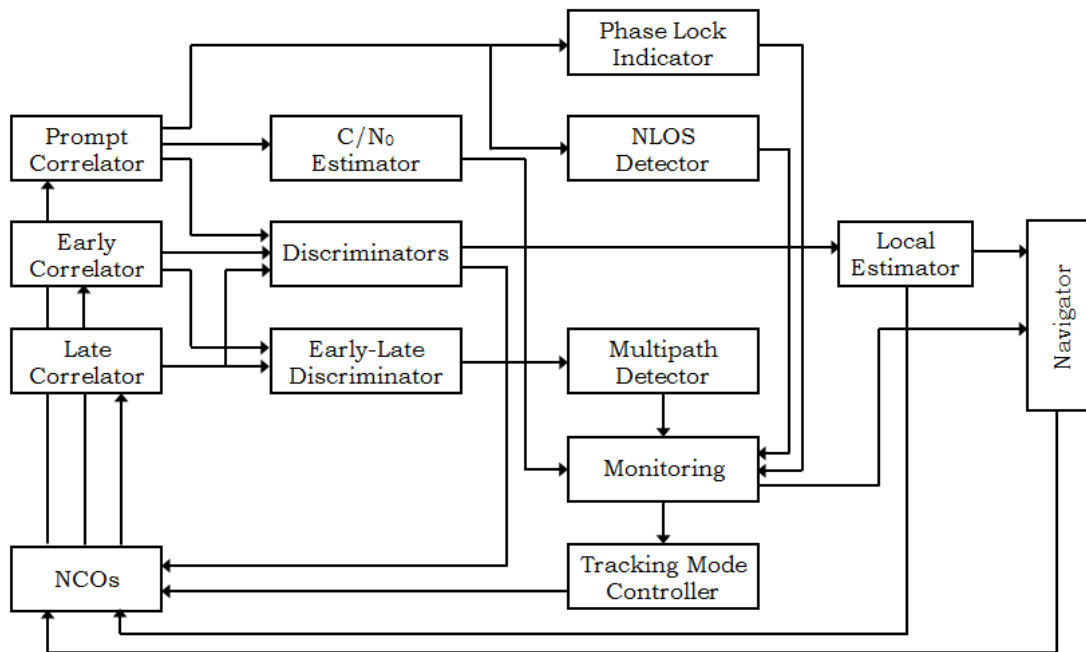 Phase Lock
Indicator
Prompt
Correlator
C/N₀
Estimator
NLOS
Detector
Early
Correlator
Discriminators
Local
Estimator
Navigator
Late
Correlator
Early-Late
Discriminator
Multipath
Detector
Monitoring
NCOs
Tracking Mode
Controller